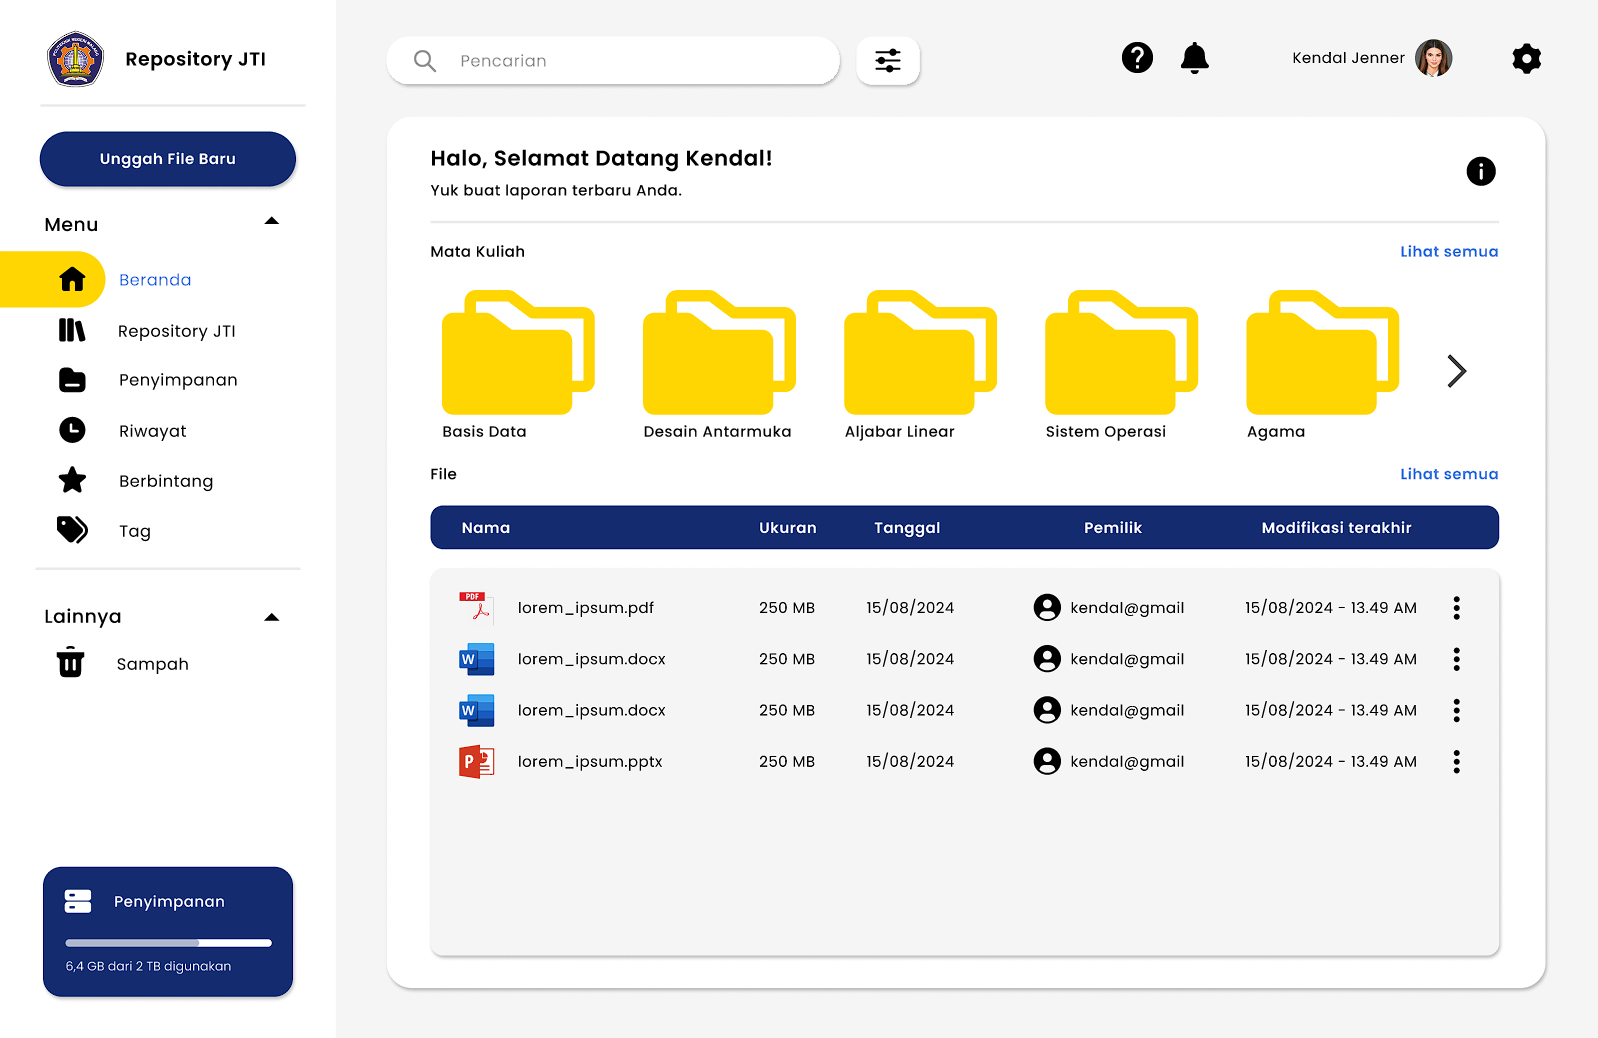 Repository JTI
Pencarian
Kendal Jenner
Unggah File Baru
Menu
Beranda
Repository JTI
Penyimpanan
Riwayat
Berbintang
Tag
Lainnya
Sampah
Penyimpanan
6,4 GB dari 2 TB digunakan
Halo, Selamat Datang Kendal!
Yuk buat laporan terbaru Anda.
Mata Kuliah Lihat semua
Basis Data Desain Antarmuka Aljabar Linear Sistem Operasi Agama
File Lihat semua
Nama Ukuran Tanggal Pemilik Modifikasi terakhir
PDF lorem_ipsum.pdf 250 MB 15/08/2024 kendal@gmail 15/08/2024 - 13.49 AM
W lorem_ipsum.docx 250 MB 15/08/2024 kendal@gmail 15/08/2024 - 13.49 AM
W lorem_ipsum.docx 250 MB 15/08/2024 kendal@gmail 15/08/2024 - 13.49 AM
P lorem_ipsum.pptx 250 MB 15/08/2024 kendal@gmail 15/08/2024 - 13.49 AM